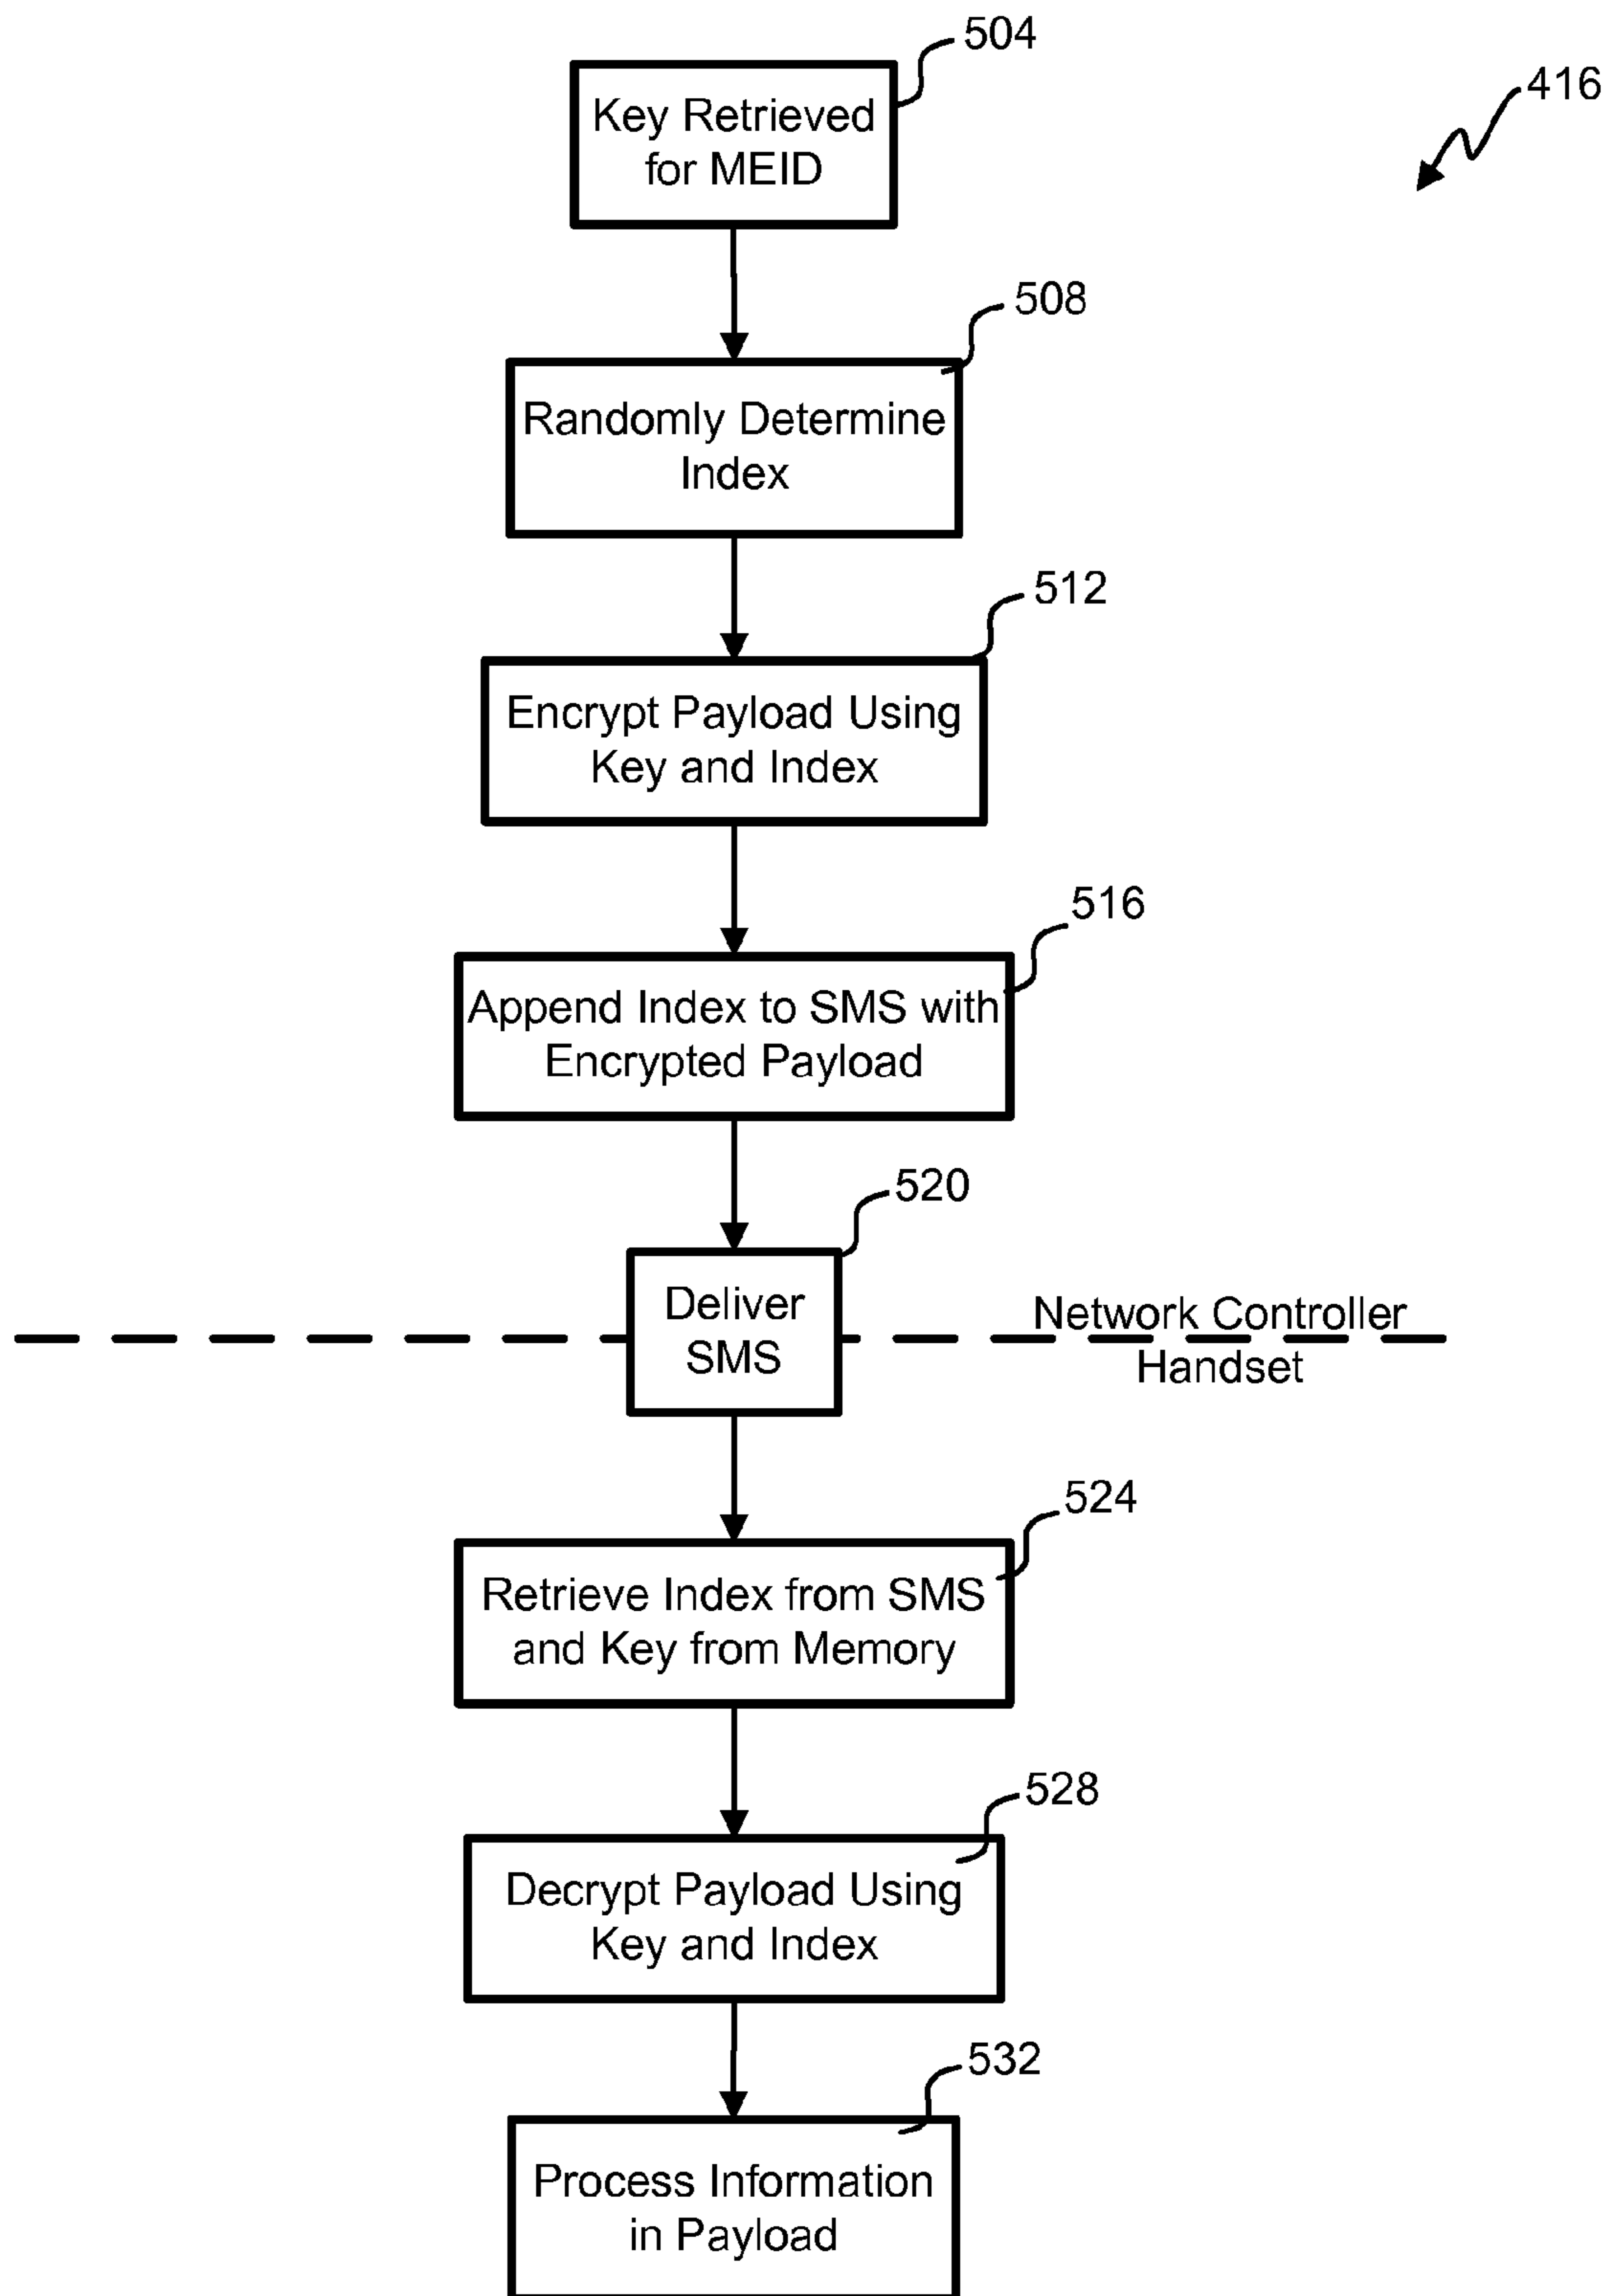 504
416
Key Retrieved
for MEID
508
Randomly Determine
Index
512
Encrypt Payload Using
Key and Index
516
Append Index to SMS with
Encrypted Payload
520
Deliver
SMS
Network Controller
Handset
524
Retrieve Index from SMS
and Key from Memory
528
Decrypt Payload Using
Key and Index
532
Process Information
in Payload